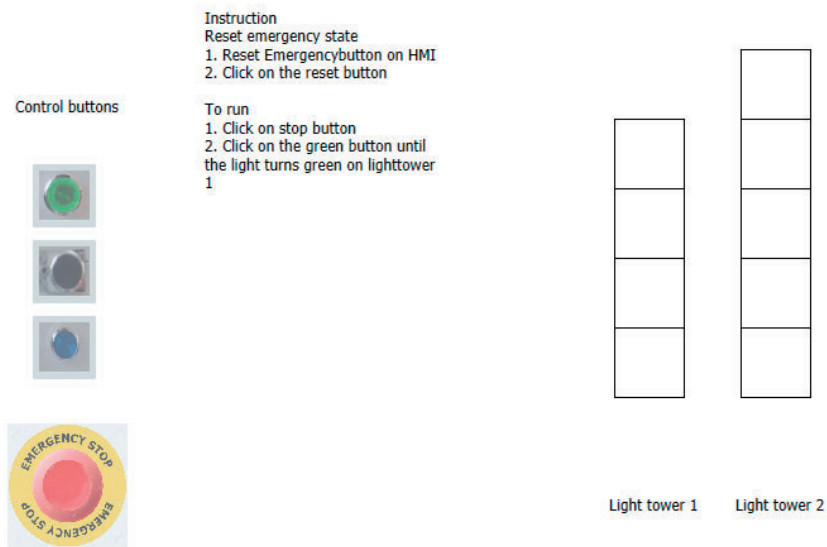 Instruction
Reset emergency state
1. Reset Emergencybutton on HMI
2. Click on the reset button
Control buttons
To run
1. Click on stop button
2. Click on the green button until
the light turns green on lighttower
1
EMERGENCY STOP
EMERGENCY STOP
Light tower 1
Light tower 2